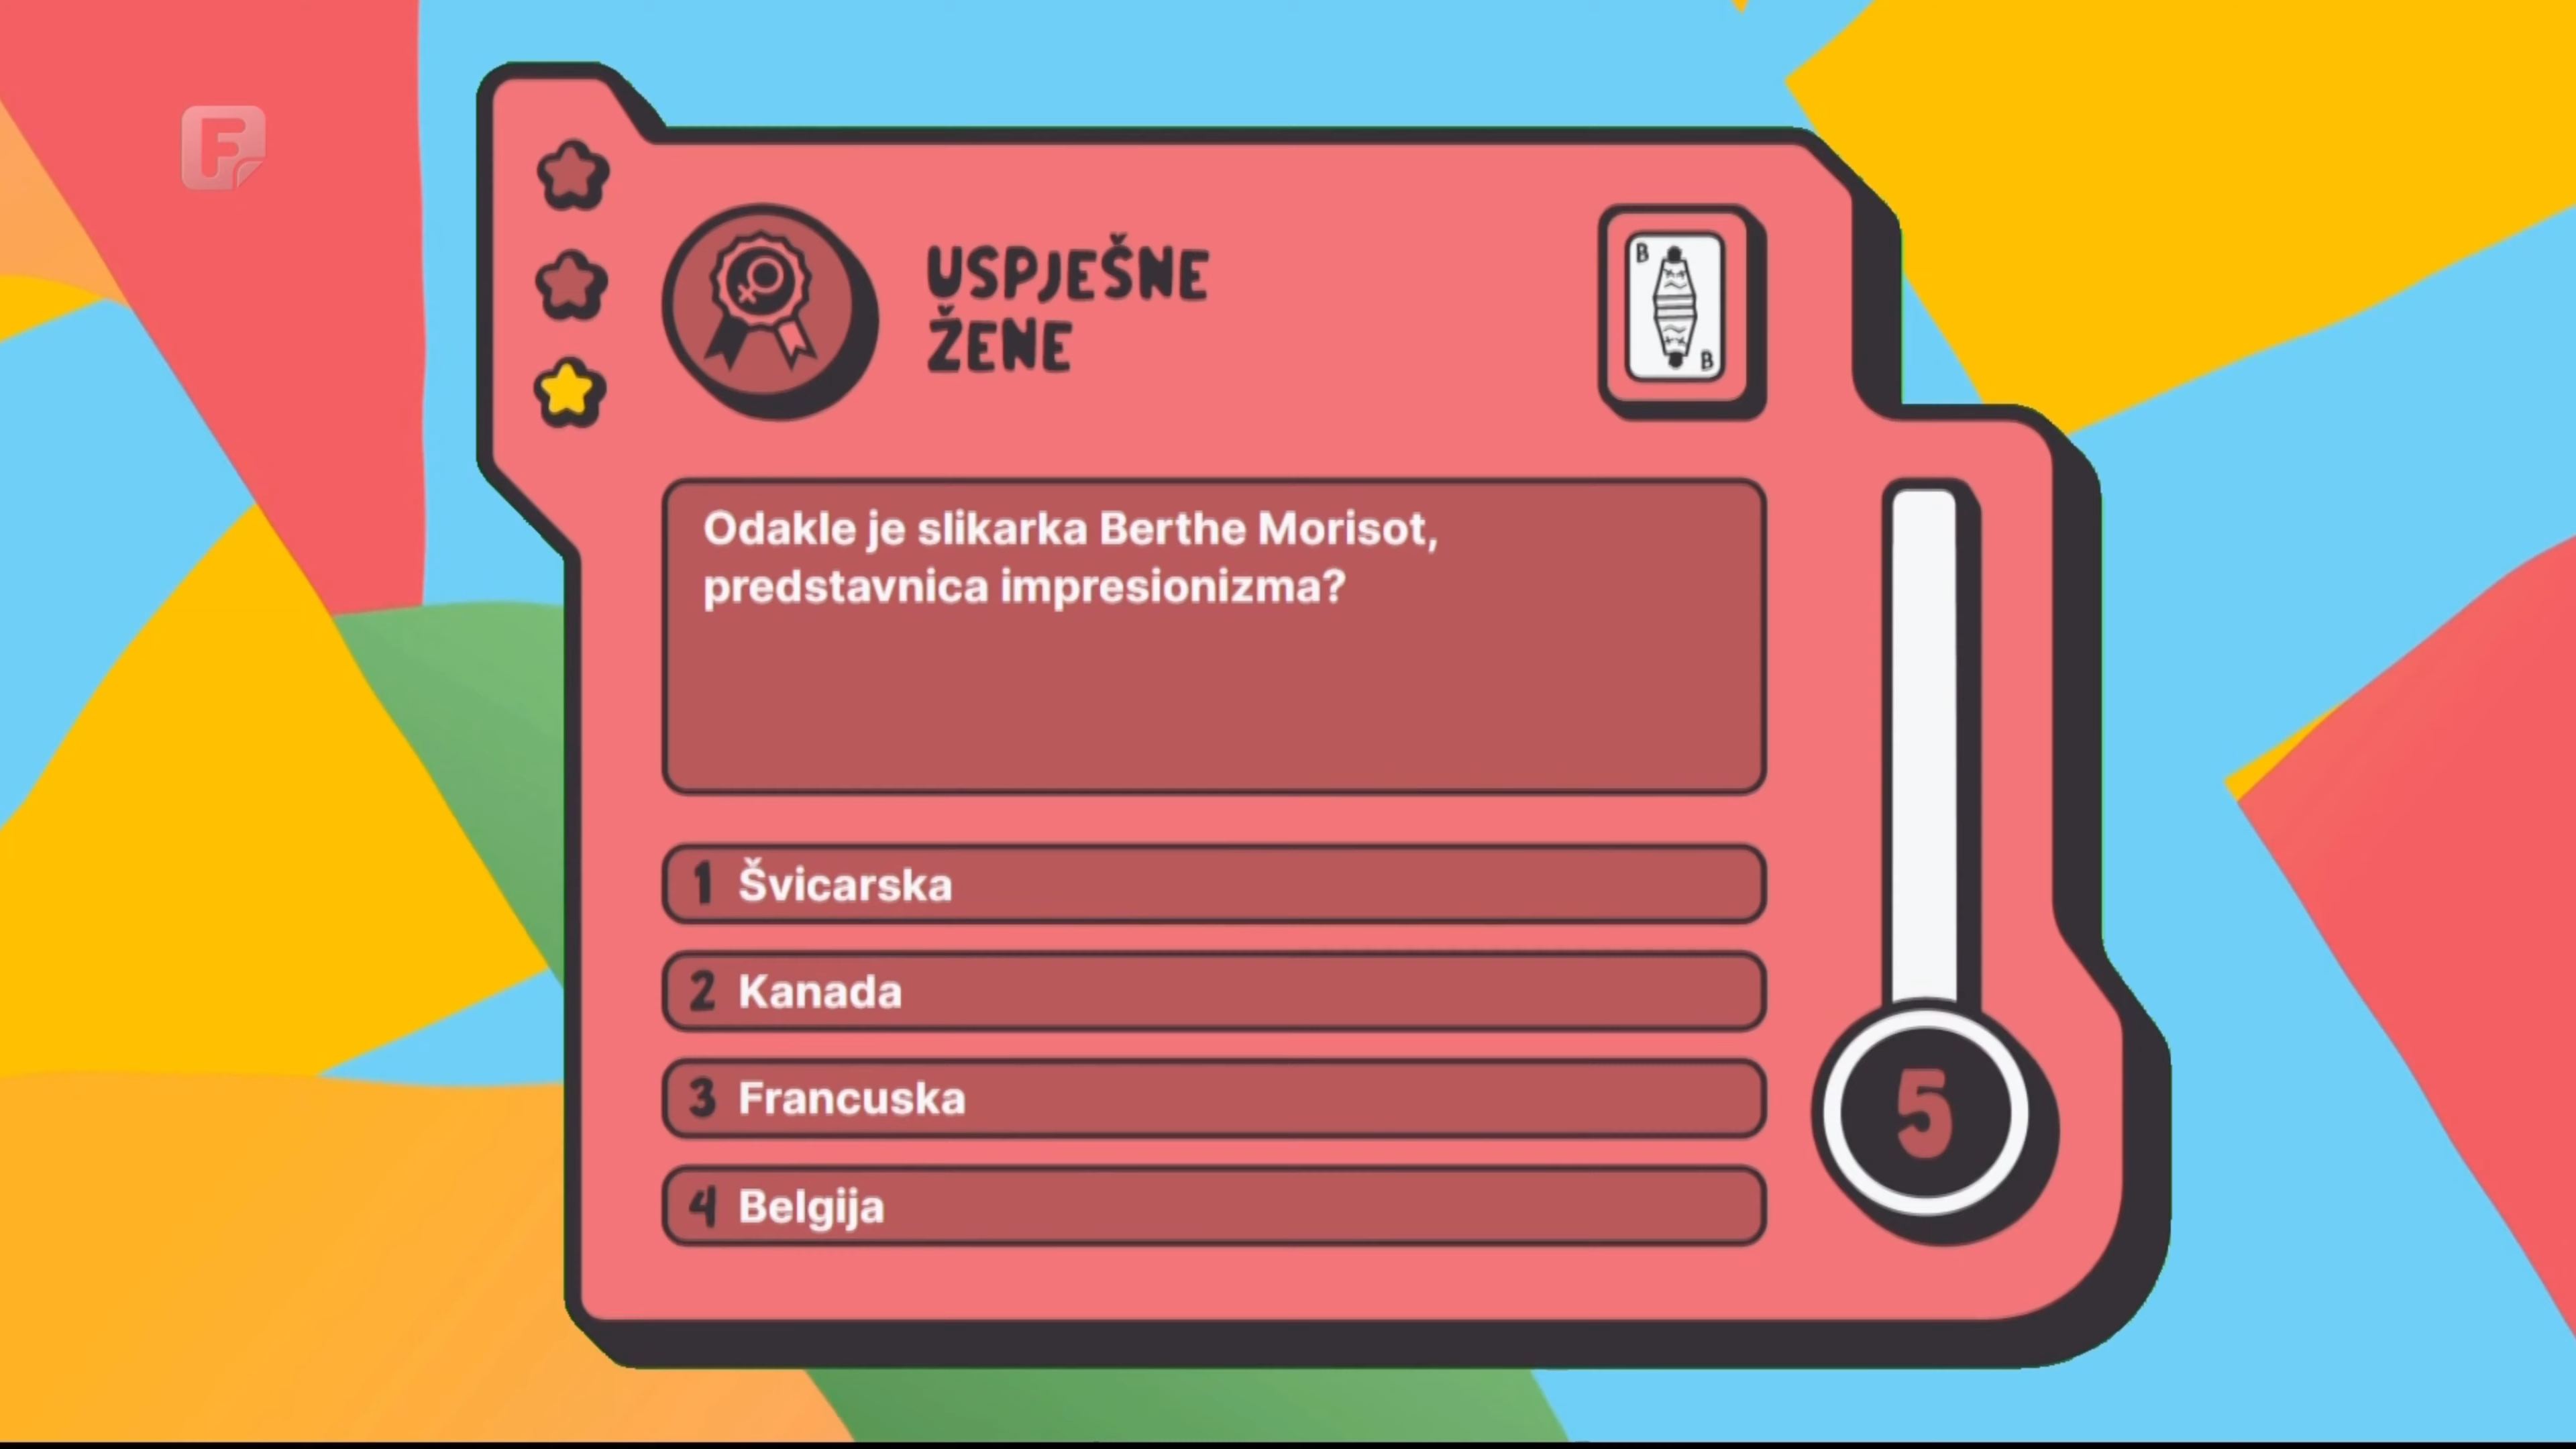 F
USPJEŠNE
ŽENE
B
B
Odakle je slikarka Berthe Morisot,
predstavnica impresionizma?
1 Švicarska
2 Kanada
3 Francuska
4 Belgija
5